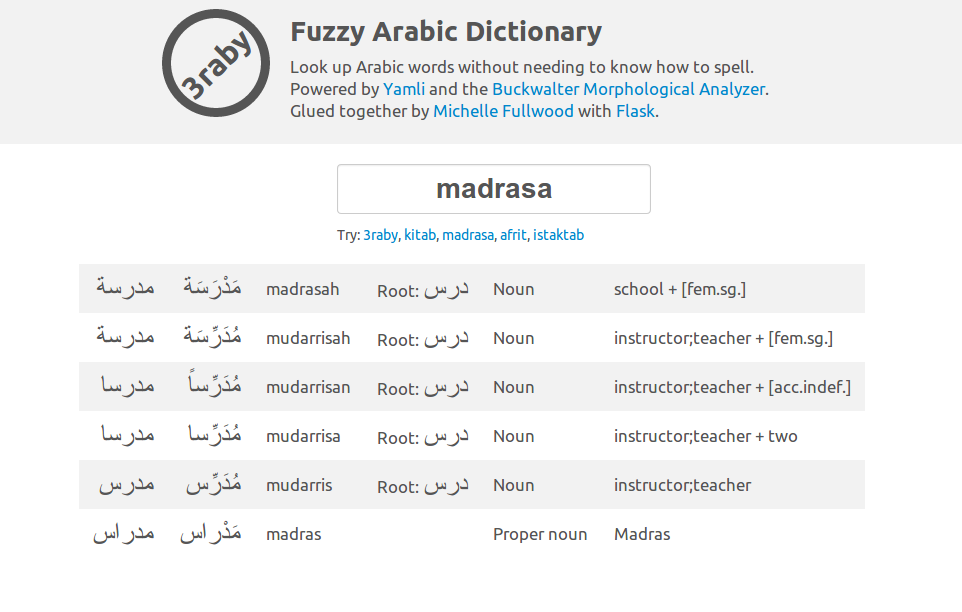 3raby
Fuzzy Arabic Dictionary
Look up Arabic words without needing to know how to spell.
Powered by Yamli and the Buckwalter Morphological Analyzer.
Glued together by Michelle Fullwood with Flask.
madrasa
Try: 3raby, kitab, madrasa, afrit, istaktab
مدرسة مَدْرَسَة madrasah Root: درس Noun school + [fem.sg.]
مدرسة مُدَرِّسَة mudarrisah Root: درس Noun instructor;teacher + [fem.sg.]
مدرسا مُدَرِّساً mudarrisan Root: درس Noun instructor;teacher + [acc.indef.]
مدرسا مُدَرِّسا mudarrisa Root: درس Noun instructor;teacher + two
مدرس مُدَرِّس mudarris Root: درس Noun instructor;teacher
مدراس مَدْراس madras Proper noun Madras